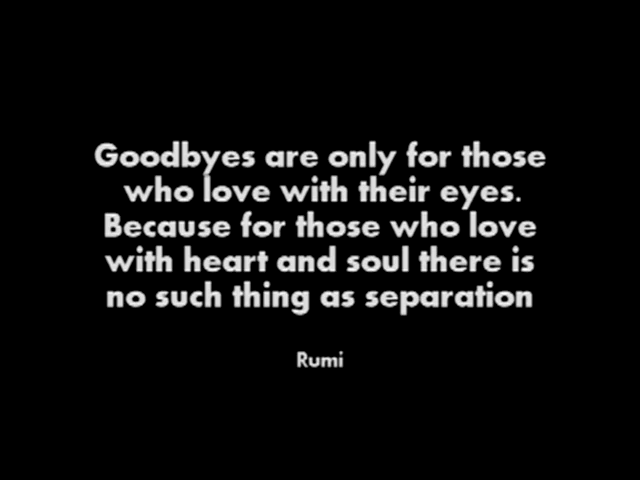 Goodbyes are only for those
who love with their eyes.
Because for those who love
with heart and soul there is
no such thing as separation
Rumi